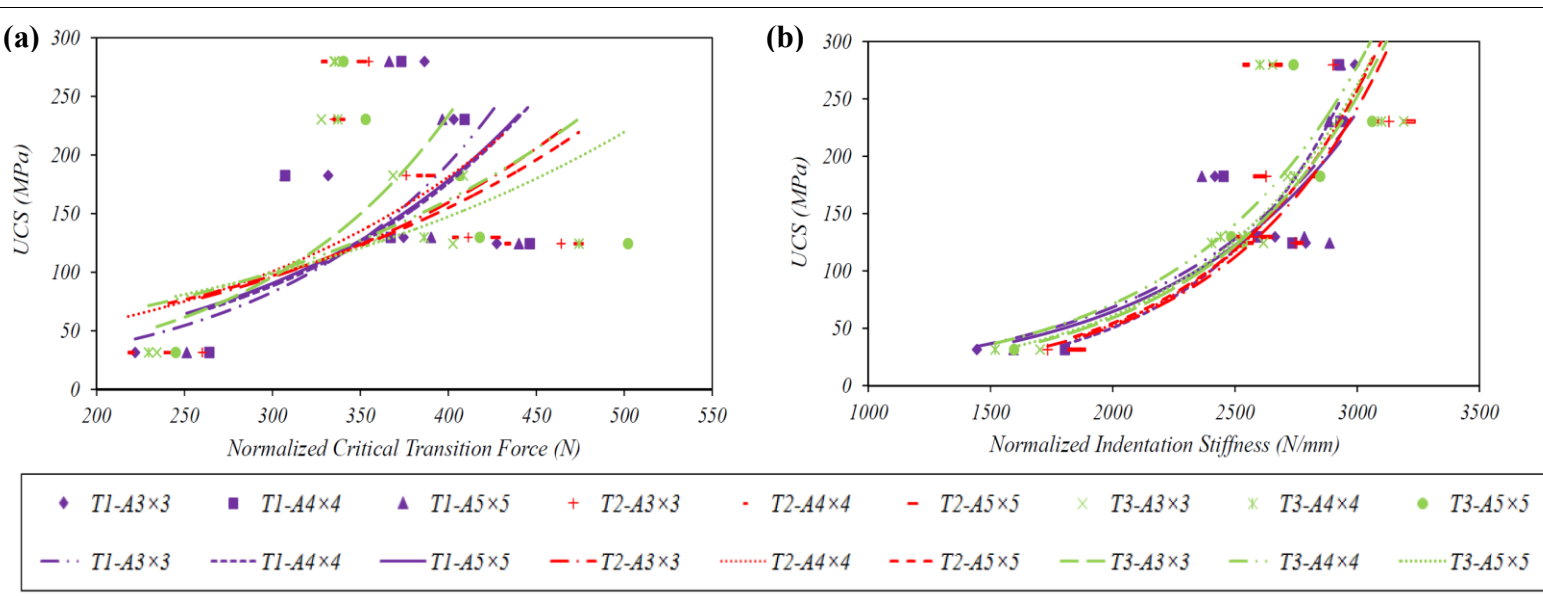 (a)
300
250
200
150
100
50
0
UCS (MPa)
200 250 300 350 400 450 500 550
Normalized Critical Transition Force (N)
(b)
300
250
200
150
100
50
0
UCS (MPa)
1000 1500 2000 2500 3000 3500
Normalized Indentation Stiffness (N/mm)
T1-A3×3 T1-A4×4 T1-A5×5 T2-A3×3 T2-A4×4 T2-A5×5 T3-A3×3 T3-A4×4 T3-A5×5
T1-A3×3 T1-A4×4 T1-A5×5 T2-A3×3 T2-A4×4 T2-A5×5 T3-A3×3 T3-A4×4 T3-A5×5